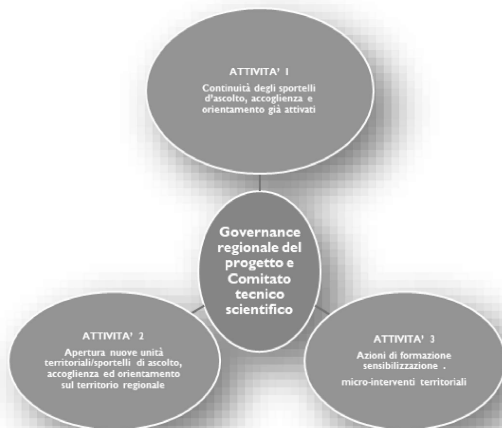 ATTIVITA' 1
Continuità degli sportelli
d'ascolto, accoglienza e
orientamento già attivati
Governance
regionale del
progetto e
Comitato
tecnico
scientifico
ATTIVITA' 2
Apertura nuove unità
territoriali/sportelli di ascolto,
accoglienza ed orientamento
sul territorio regionale
ATTIVITA' 3
Azioni di formazione
sensibilizzazione .
micro-interventi territoriali